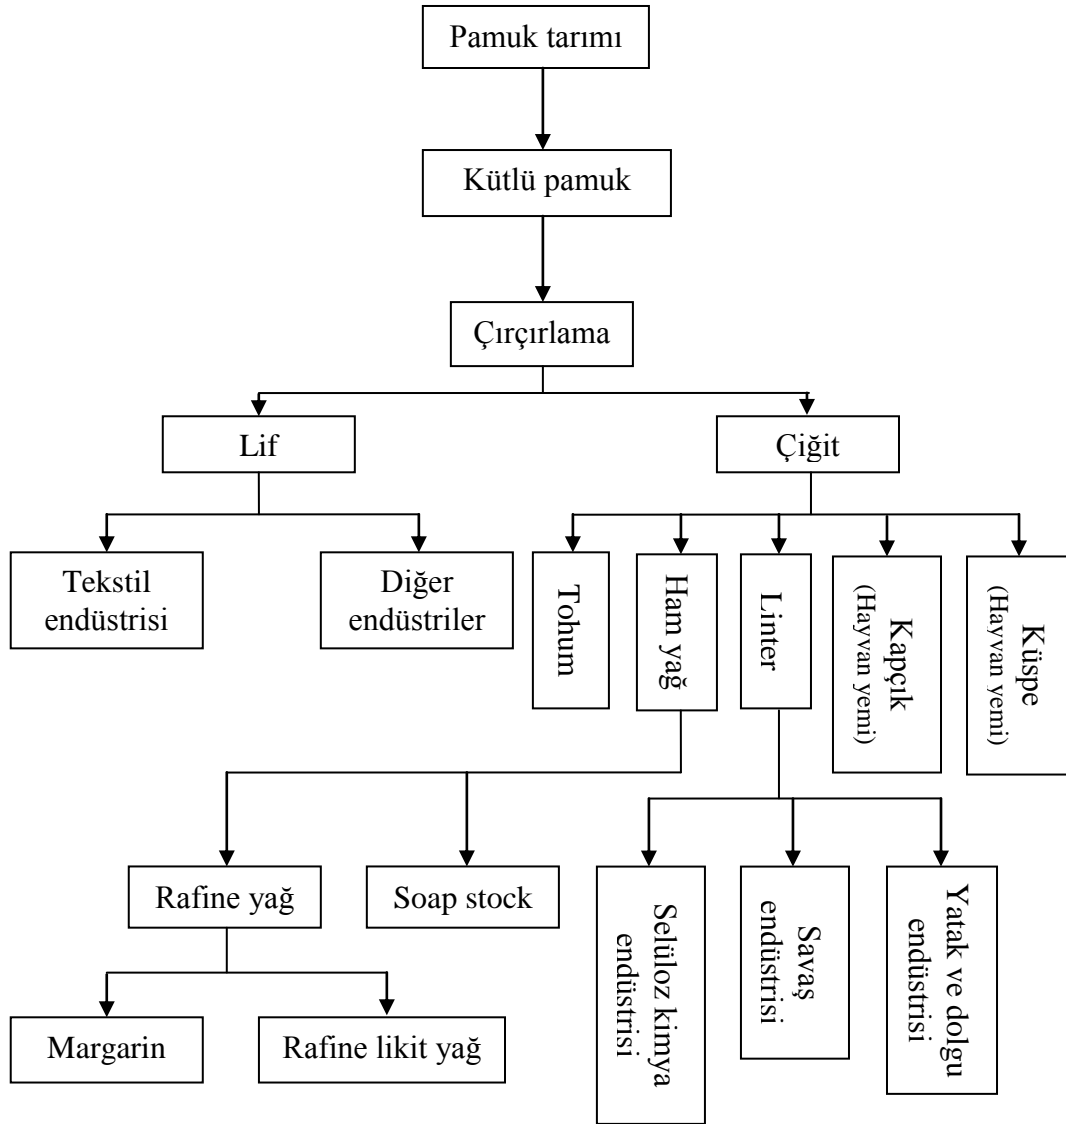 Pamuk tarımı
Kütlü pamuk
Çırçırlama
Lif
Çiğit
Tekstil
endüstrisi
Diğer
endüstriler
Tohum
Ham yağ
Linter
Kapçık
(Hayvan yemi)
Küspe
(Hayvan yemi)
Rafine yağ
Soap stock
Selüloz kimya
endüstrisi
Savaş
endüstrisi
Yatak ve dolgu
endüstrisi
Margarin
Rafine likit yağ